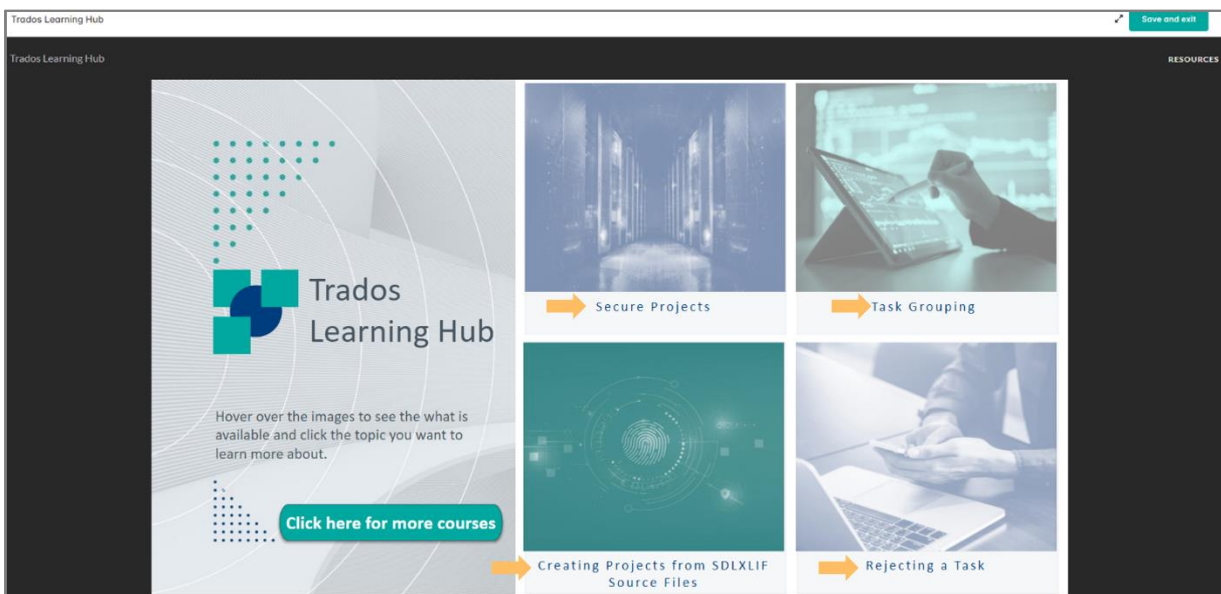 Trados Learning Hub
Save and exit
Trados Learning Hub
RESOURCES
Trados
Learning Hub
Hover over the images to see the what is
available and click the topic you want to
learn more about.
Click here for more courses
Secure Projects
Task Grouping
Creating Projects from SDLXLIF
Source Files
Rejecting a Task